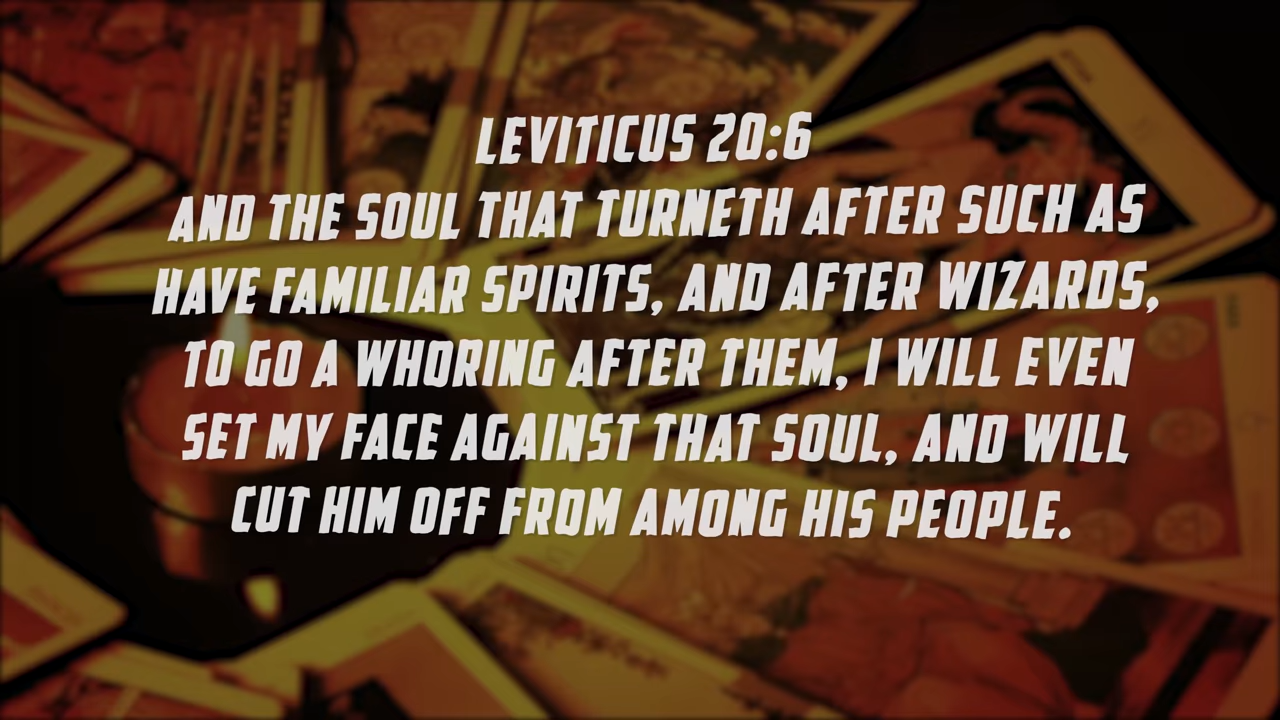 LEVITICUS 20:6
AND THE SOUL THAT TURNETH AFTER SUCH AS
HAVE FAMILIAR SPIRITS, AND AFTER WIZARDS,
TO GO A WHORING AFTER THEM, I WILL EVEN
SET MY FACE AGAINST THAT SOUL, AND WILL
CUT HIM OFF FROM AMONG HIS PEOPLE.